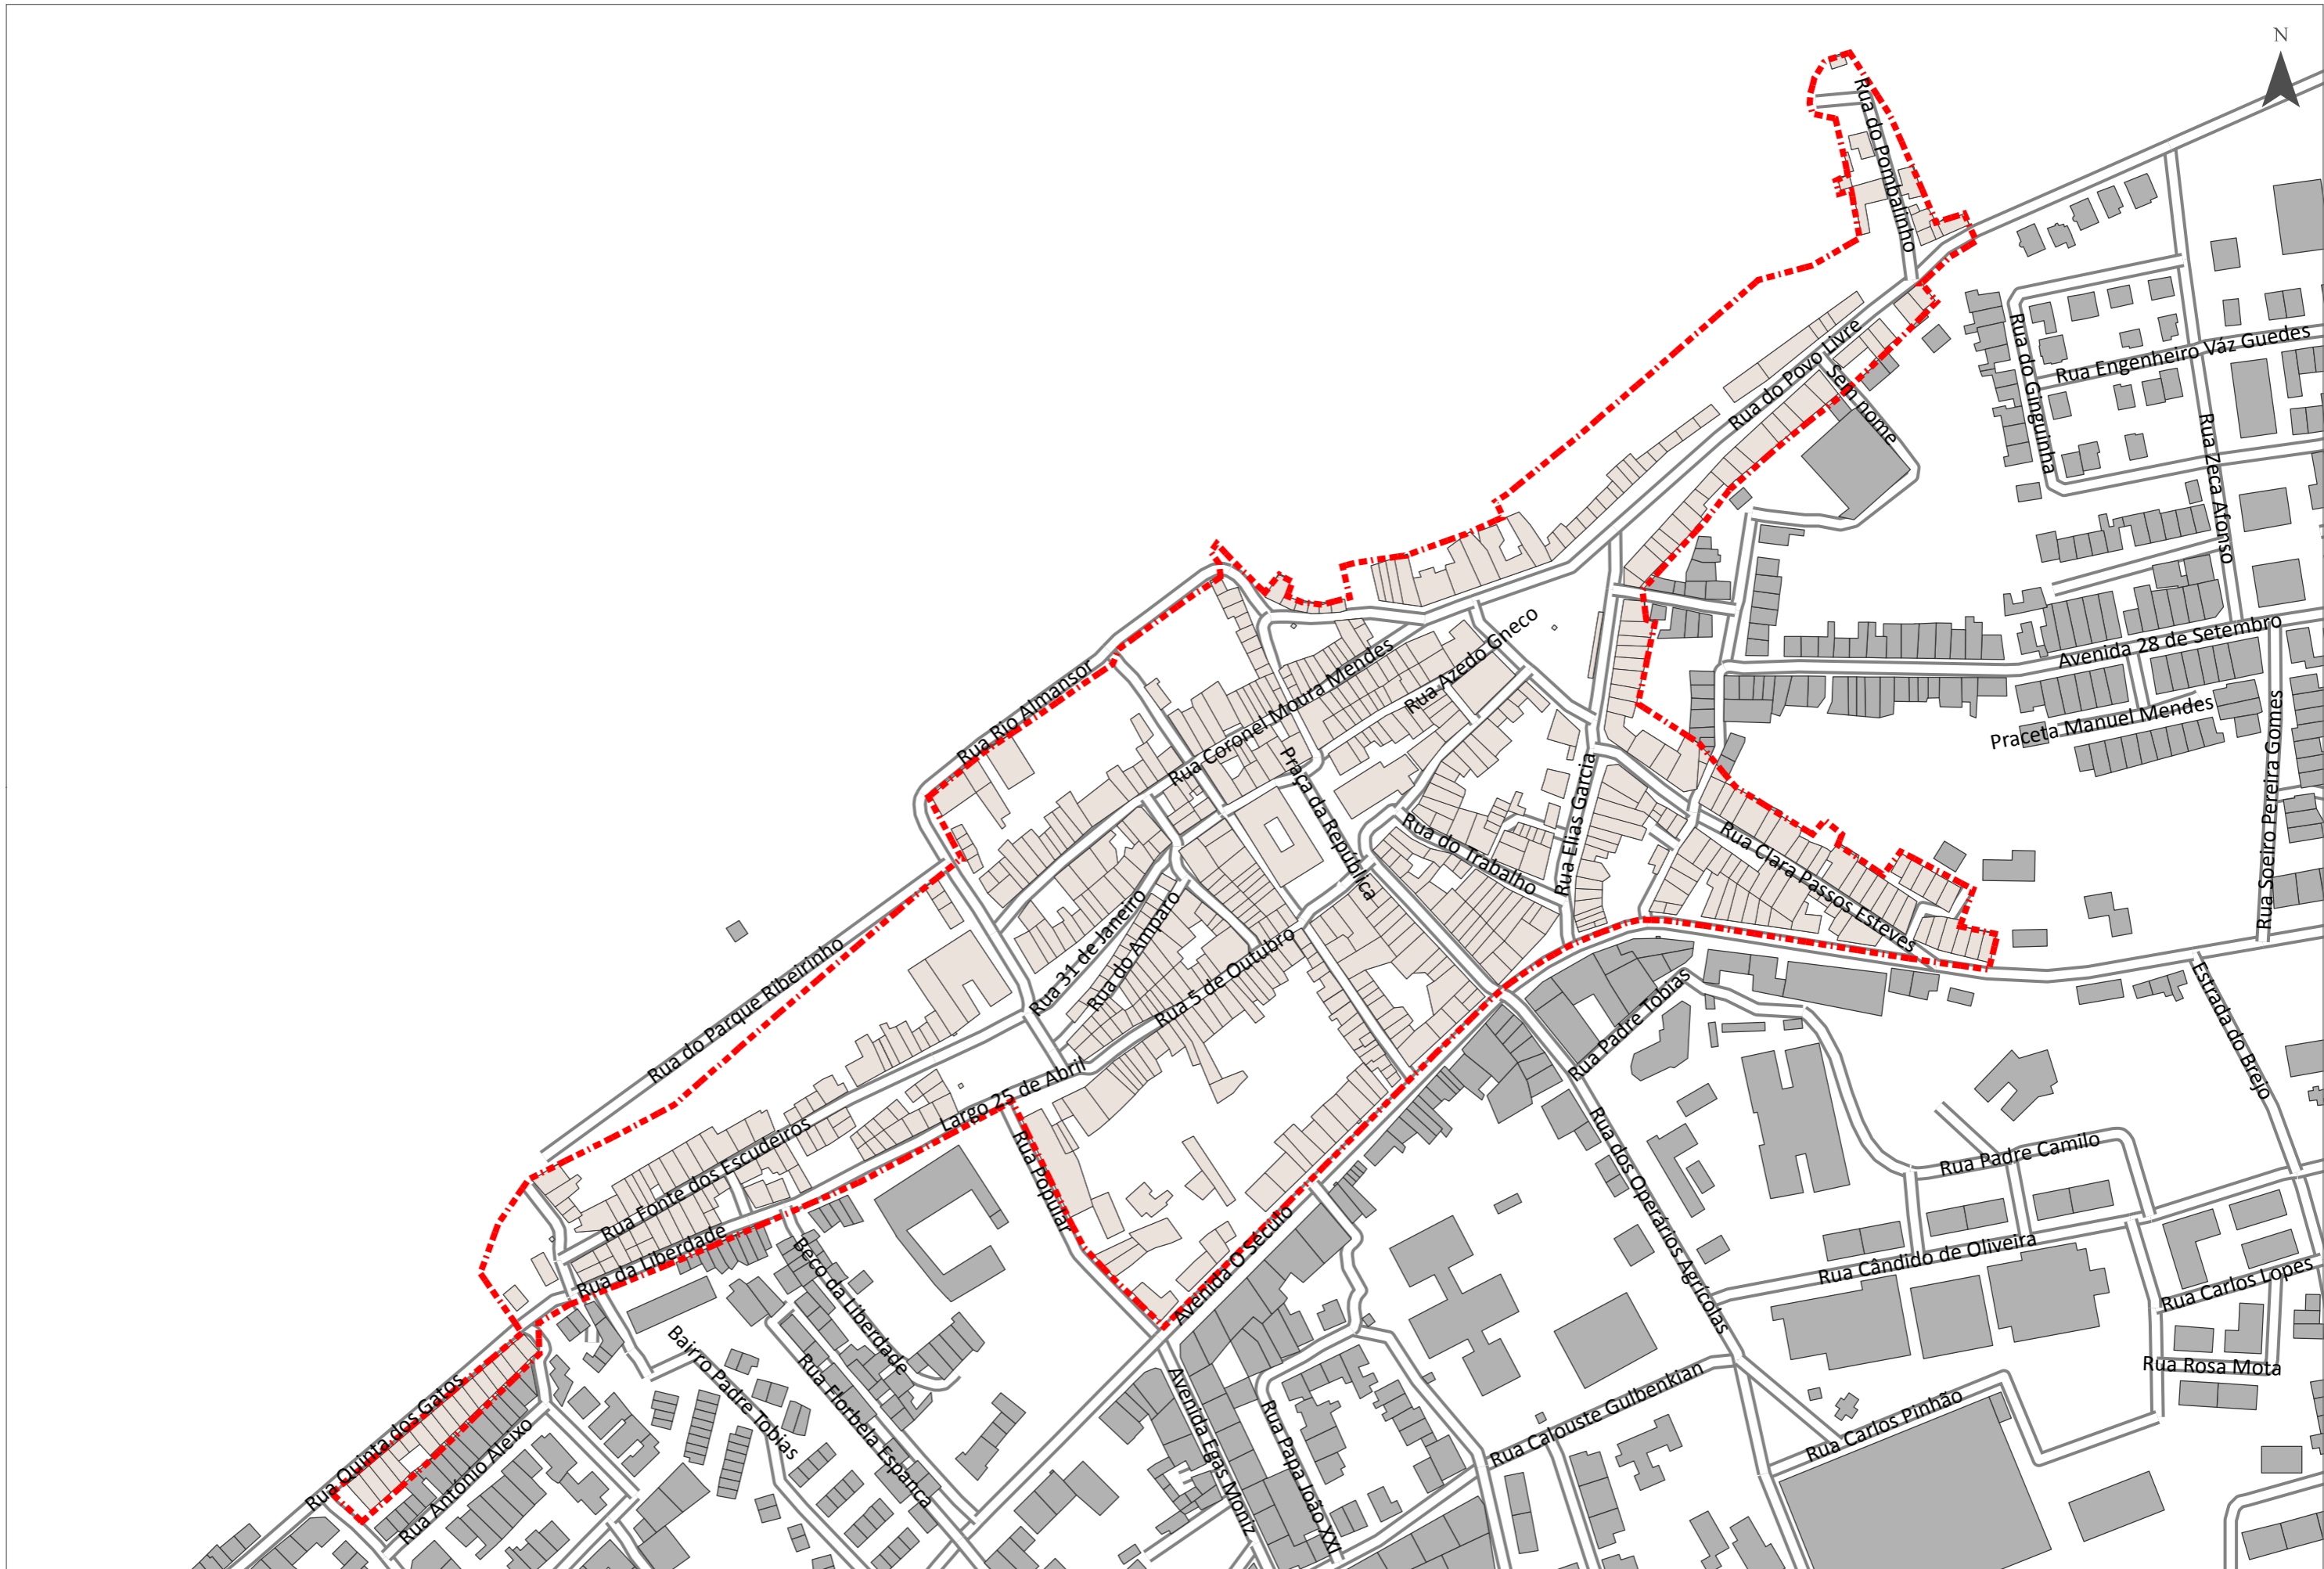 N
Rua do Pombalinho
Rua do Povo Livre
Sem nome
Rua do Ginguinha
Rua Engenheiro Váz Guedes
Rua Zeca Afonso
Avenida 28 de Setembro
Praceta Manuel Mendes
Rua Soeiro Pereira Gomes
Rua Azedo Gneco
Rua Coronel Moura Mendes
Rua Rio Almansor
Praça da República
Rua Elias Garcia
Rua do Trabalho
Rua Clara Passos Esteves
Rua 31 de Janeiro
Rua do Amparo
Rua 5 de Outubro
Rua do Parque Ribeirinho
Rua Padre Tobias
Estrada do Brejo
Largo 25 de Abril
Rua Fonte dos Escudeiros
Rua Popular
Rua dos Operários Agrícolas
Rua Padre Camilo
Rua da Liberdade
Beco da Liberdade
Avenida O Século
Rua Cândido de Oliveira
Rua Carlos Lopes
Bairro Padre Tobias
Rua Florbela Espanca
Rua Quinta dos Gatos
Rua António Aleixo
Avenida Egas Moniz
Rua Papa João XXI
Rua Calouste Gulbenkian
Rua Carlos Pinhão
Rua Rosa Mota